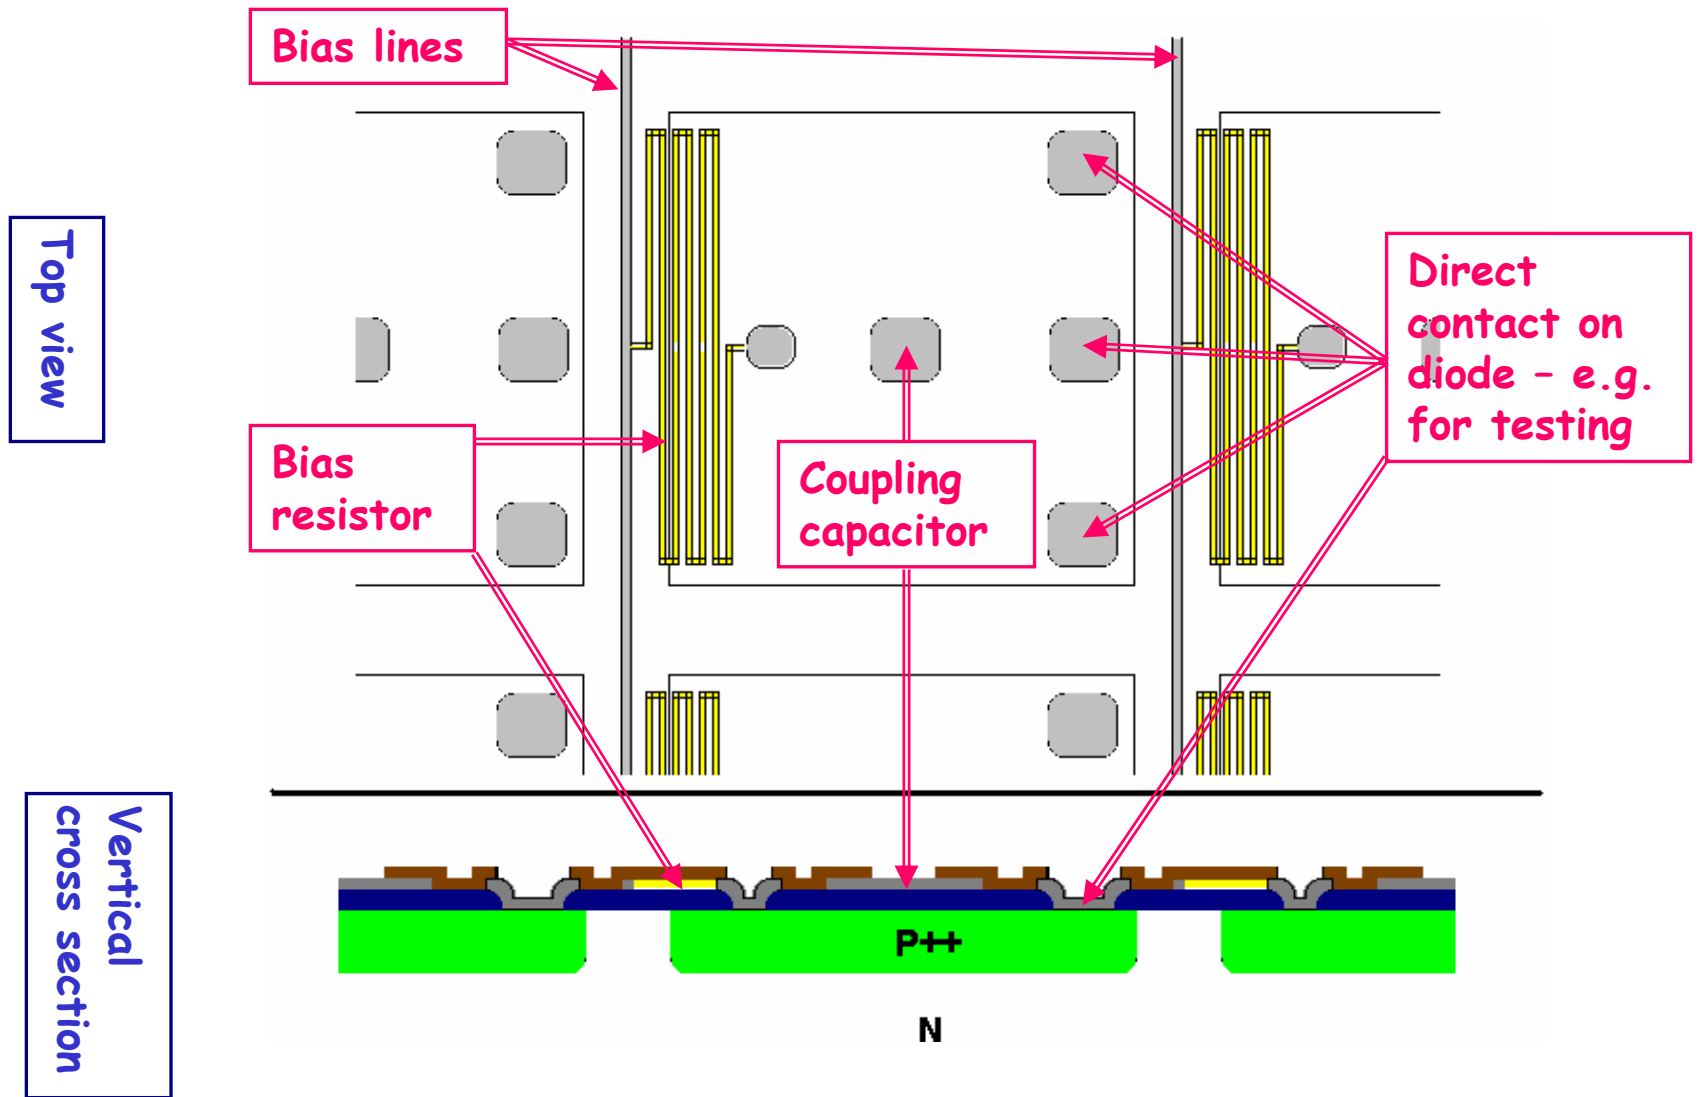 Bias lines
Top view
Direct
contact on
diode – e.g.
for testing
Bias
resistor
Coupling
capacitor
Vertical
cross section
P++
N